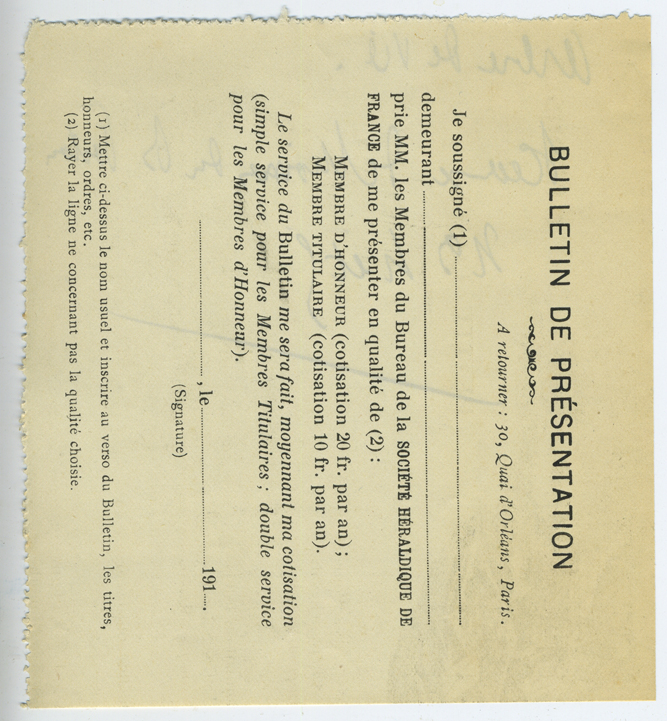 BULLETIN DE PRÉSENTATION
A retourner : 30, Quai d'Orléans, Paris.
Je soussigné (1)
demeurant
prie MM. les Membres du Bureau de la SOCIÉTÉ HÉRALDIQUE DE
FRANCE de me présenter en qualité de (2) :
MEMBRE D'HONNEUR (cotisation 20 fr. par an) ;
MEMBRE TITULAIRE (cotisation 10 fr. par an).
Le service du Bulletin me sera fait, moyennant ma cotisation
(simple service pour les Membres Titulaires ; double service
pour les Membres d'Honneur).
, le 191 .
(Signature)
(1) Mettre ci-dessus le nom usuel et inscrire au verso du Bulletin, les titres,
honneurs, ordres, etc.
(2) Rayer la ligne ne concernant pas la qualité choisie.